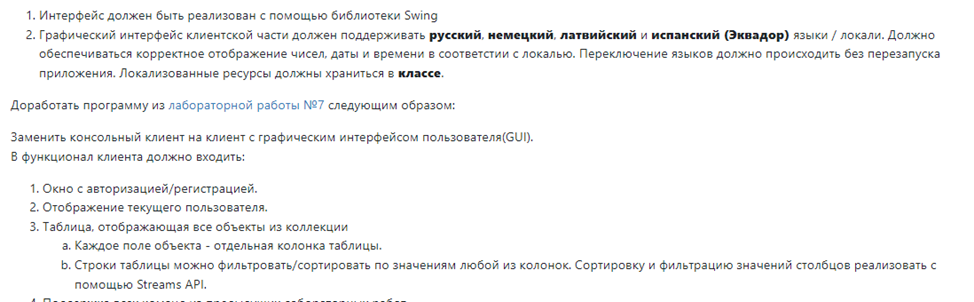 1. Интерфейс должен быть реализован с помощью библиотеки Swing
2. Графический интерфейс клиентской части должен поддерживать русский, немецкий, латвийский и испанский (Эквадор) языки / локали. Должно
обеспечиваться корректное отображение чисел, даты и времени в соответстии с локалью. Переключение языков должно происходить без перезапуска
приложения. Локализованные ресурсы должны храниться в классе.
Доработать программу из лабораторной работы №7 следующим образом:
Заменить консольный клиент на клиент с графическим интерфейсом пользователя(GUI).
В функционал клиента должно входить:
1. Окно с авторизацией/регистрацией.
2. Отображение текущего пользователя.
3. Таблица, отображающая все объекты из коллекции
a. Каждое поле объекта - отдельная колонка таблицы.
b. Строки таблицы можно фильтровать/сортировать по значениям любой из колонок. Сортировку и фильтрацию значений столбцов реализовать с
помощью Streams API.